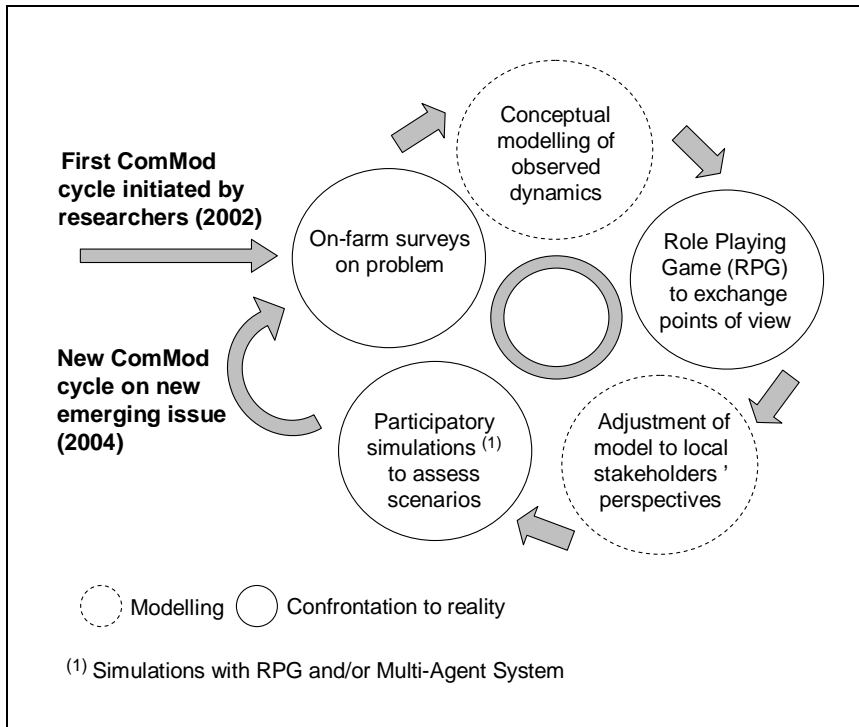 First ComMod
cycle initiated by
researchers (2002)
New ComMod
cycle on new
emerging issue
(2004)
On-farm surveys
on problem
Conceptual
modelling of
observed
dynamics
Role Playing
Game (RPG)
to exchange
points of view
Adjustment of
model to local
stakeholders ’
perspectives
Participatory
simulations (1)
to assess
scenarios
Modelling
Confrontation to reality
(1) Simulations with RPG and/or Multi-Agent System